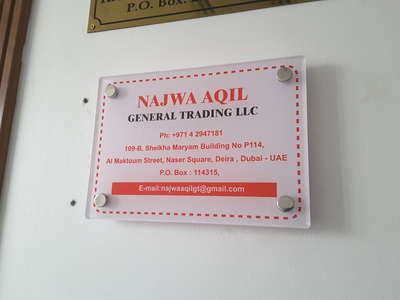 P.O. Box.
NAJWA AQIL
GENERAL TRADING LLC
Ph: +971 4 2947181
109-B, Sheikha Maryam Building No P114,
Al Maktoum Street, Naser Square, Deira , Dubai - UAE
P.O. Box : 114315,
E-mail:najwaaqilgt@gmail.com